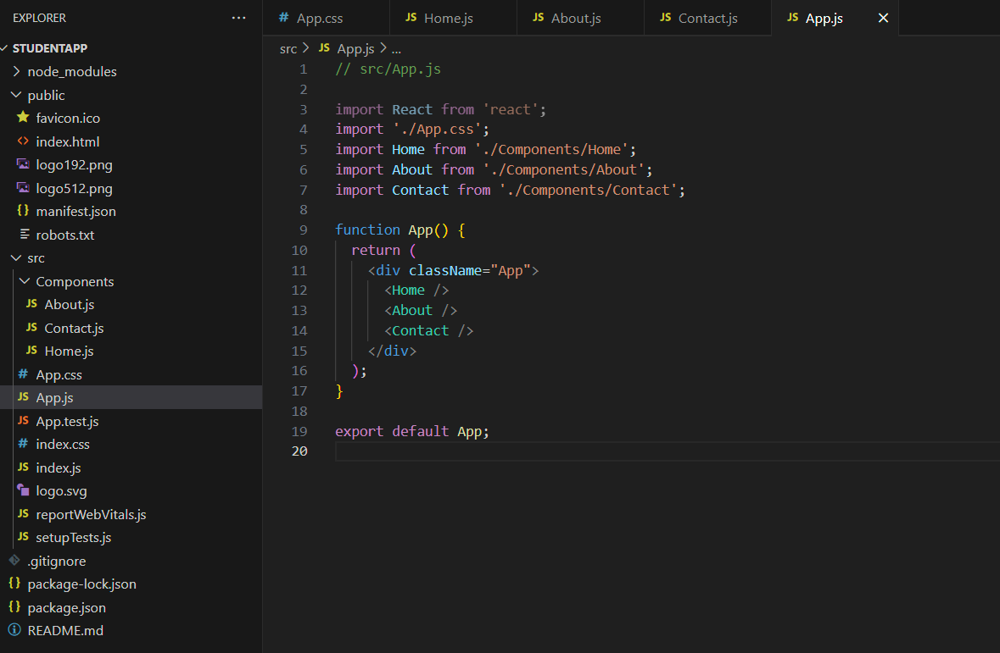 EXPLORER
STUDENTAPP
node_modules
public
favicon.ico
<> index.html
logo192.png
logo512.png
{} manifest.json
robots.txt
src
Components
JS About.js
JS Contact.js
JS Home.js
# App.css
JS App.js
JS App.test.js
# index.css
JS index.js
logo.svg
JS reportWebVitals.js
JS setupTests.js
.gitignore
{} package-lock.json
{} package.json
README.md
# App.css
JS Home.js
JS About.js
JS Contact.js
JS App.js
src > JS App.js > ...
1 // src/App.js
2
3 import React from 'react';
4 import './App.css';
5 import Home from './Components/Home';
6 import About from './Components/About';
7 import Contact from './Components/Contact';
8
9 function App() {
10 return (
11 <div className="App">
12 <Home />
13 <About />
14 <Contact />
15 </div>
16 );
17 }
18
19 export default App;
20